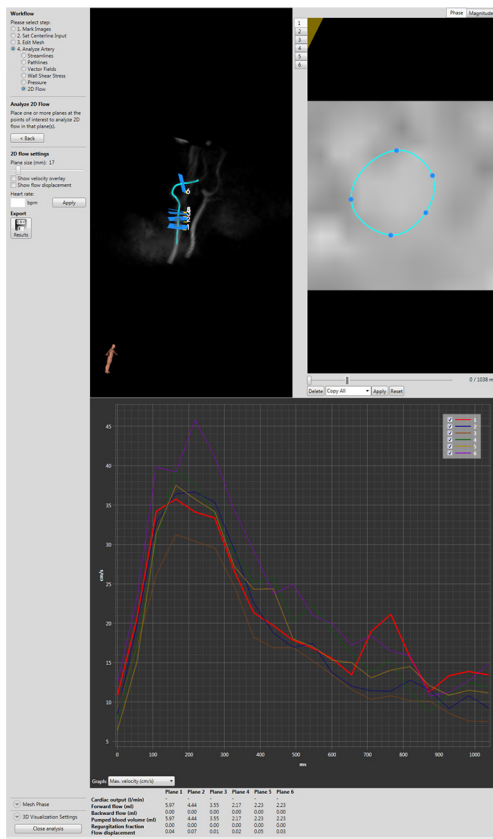 Workflow
Please select step:
1. Mark Images
2. Set Centerline Input
3. Edit Mesh
4. Analyze Artery
Streamlines
Pathlines
Vector Fields
Wall Shear Stress
Pressure
2D Flow
Analyze 2D Flow
Place one or more planes at the
points of interest to analyze 2D
flow in that plane(s).
< Back
2D flow settings
Plane size (mm): 17
Show velocity overlay
Show flow displacement
Heart rate:
bpm Apply
Export
Results
Mesh Phase
3D Visualization Settings
Close analysis
6
1
1
2
3
4
5
6
Phase Magnitude
0 / 1038 m
Delete Copy All Apply Reset
45
40
35
30
25
20
15
10
5
cm/s
0 100 200 300 400 500 600 700 800 900 1000
ms
Graph: Max. velocity (cm/s)
Plane 1 Plane 2 Plane 3 Plane 4 Plane 5 Plane 6
Cardiac output (l/min) - - - - - -
Forward flow (ml) 5.97 4.44 3.55 2.17 2.23 2.23
Backward flow (ml) 0.00 0.00 0.00 0.00 0.00 0.00
Pumped blood volume (ml) 5.97 4.44 3.55 2.17 2.23 2.23
Regurgitation fraction 0.00 0.00 0.00 0.00 0.00 0.00
Flow displacement 0.04 0.07 0.01 0.02 0.05 0.03